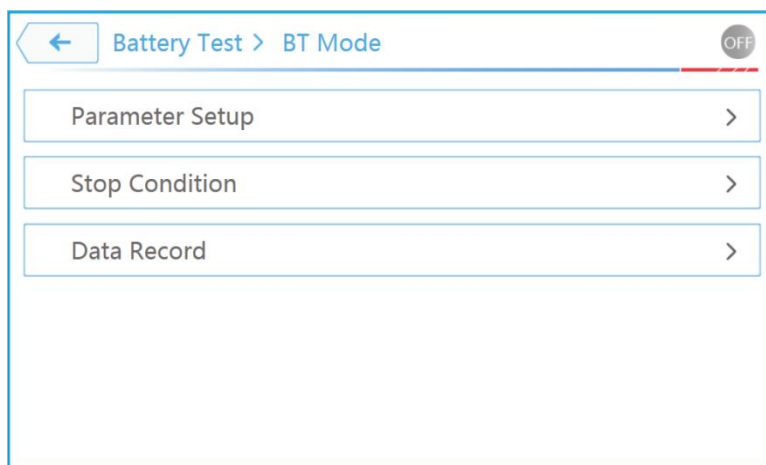 Battery Test > BT Mode OFF
Parameter Setup >
Stop Condition >
Data Record >